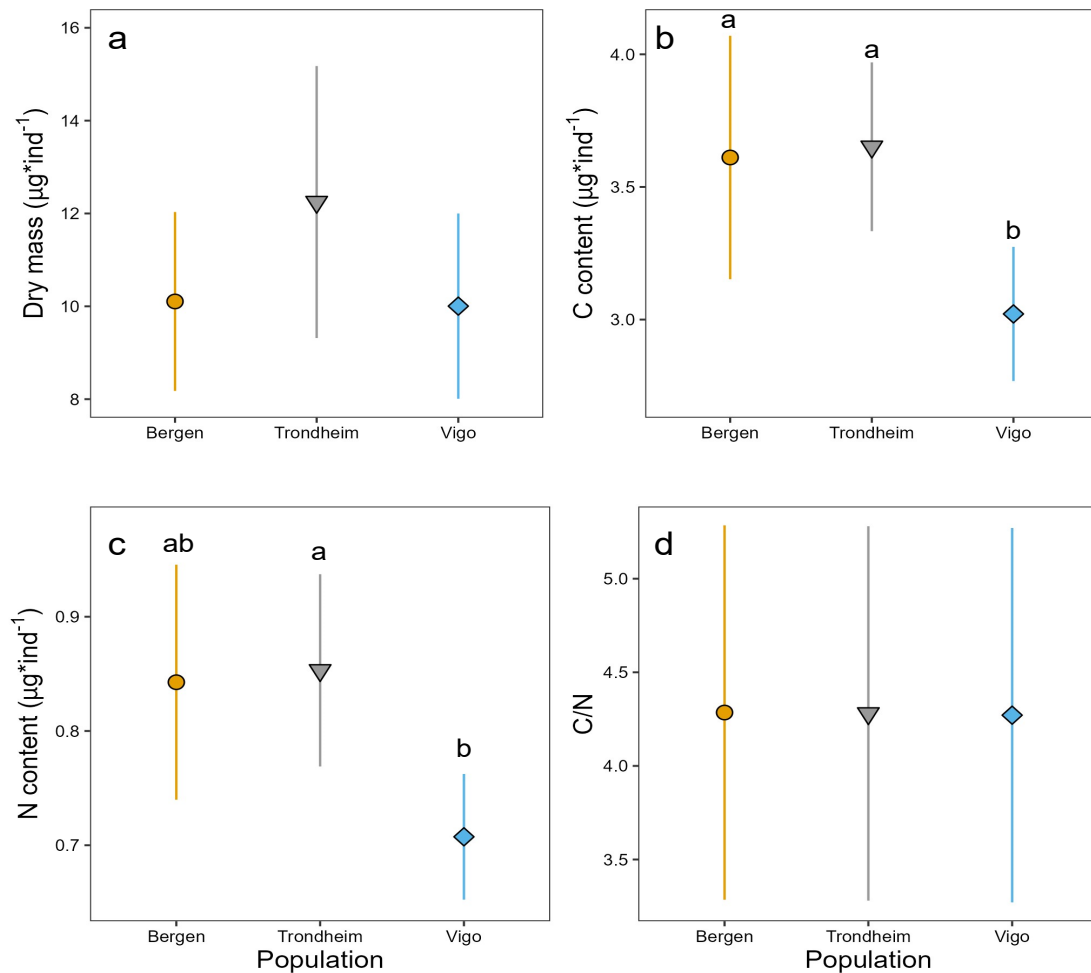 a
Dry mass (µg*ind⁻¹)
16
14
12
10
8
Bergen Trondheim Vigo
b
C content (µg*ind⁻¹)
4.0
3.5
3.0
a
a
b
Bergen Trondheim Vigo
c
N content (µg*ind⁻¹)
0.9
0.8
0.7
ab
a
b
Bergen Trondheim Vigo
Population
d
C/N
5.0
4.5
4.0
3.5
Bergen Trondheim Vigo
Population